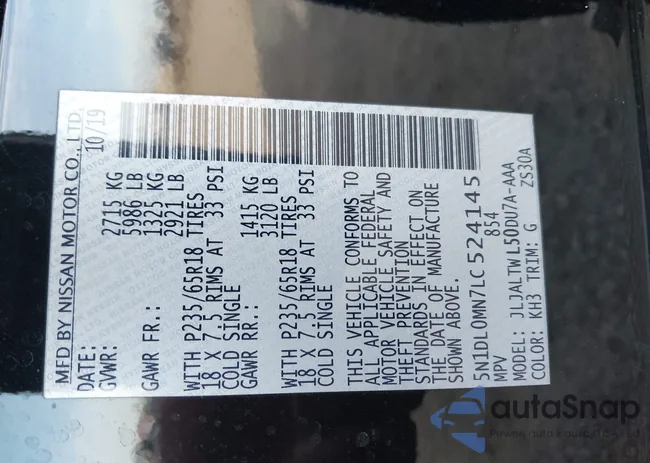 MFD BY NISSAN MOTOR CO., LTD.
DATE: 10/19
GVWR: 2715 KG
5986 LB
GAWR FR.: 1325 KG
2921 LB
WITH P235/65R18 TIRES
18 X 7.5 RIMS AT 33 PSI
COLD SINGLE
GAWR RR.: 1415 KG
3120 LB
WITH P235/65R18 TIRES
18 X 7.5 RIMS AT 33 PSI
COLD SINGLE
THIS VEHICLE CONFORMS TO
ALL APPLICABLE FEDERAL
MOTOR VEHICLE SAFETY AND
THEFT PREVENTION
STANDARDS IN EFFECT ON
THE DATE OF MANUFACTURE
SHOWN ABOVE.
5N1DL0MN7LC524145
MPV 854
MODEL: JLJALTWL50DU7A-AAA
COLOR: KH3 TRIM: G ZS30A
autaSnap